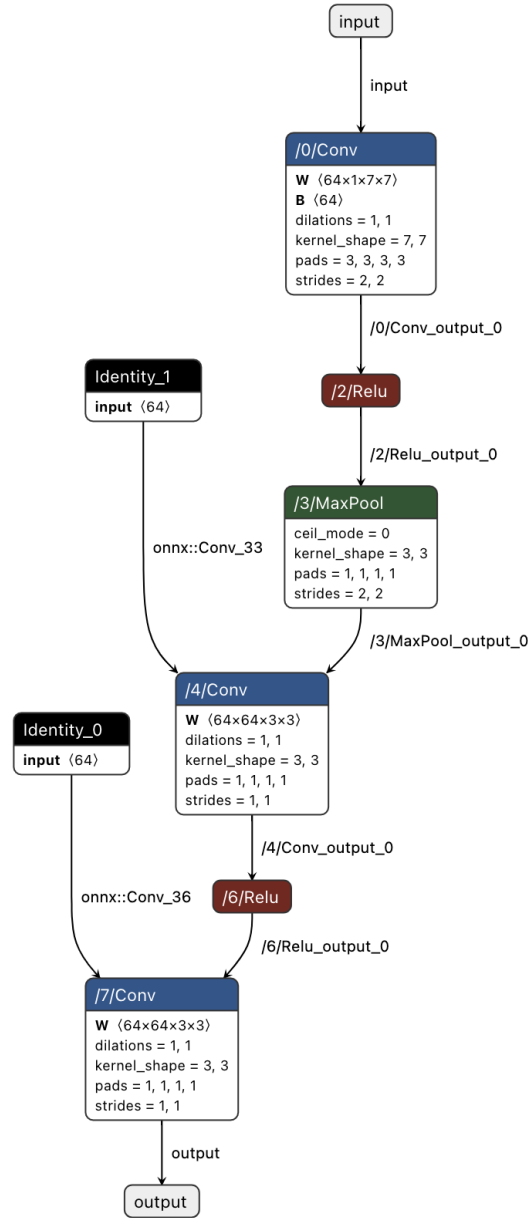 input
input
/0/Conv
W ⟨64×1×7×7⟩
B ⟨64⟩
dilations = 1, 1
kernel_shape = 7, 7
pads = 3, 3, 3, 3
strides = 2, 2
/0/Conv_output_0
Identity_1
input ⟨64⟩
/2/Relu
/2/Relu_output_0
/3/MaxPool
ceil_mode = 0
kernel_shape = 3, 3
pads = 1, 1, 1, 1
strides = 2, 2
onnx::Conv_33
/3/MaxPool_output_0
/4/Conv
W ⟨64×64×3×3⟩
dilations = 1, 1
kernel_shape = 3, 3
pads = 1, 1, 1, 1
strides = 1, 1
Identity_0
input ⟨64⟩
/4/Conv_output_0
/6/Relu
onnx::Conv_36
/6/Relu_output_0
/7/Conv
W ⟨64×64×3×3⟩
dilations = 1, 1
kernel_shape = 3, 3
pads = 1, 1, 1, 1
strides = 1, 1
output
output